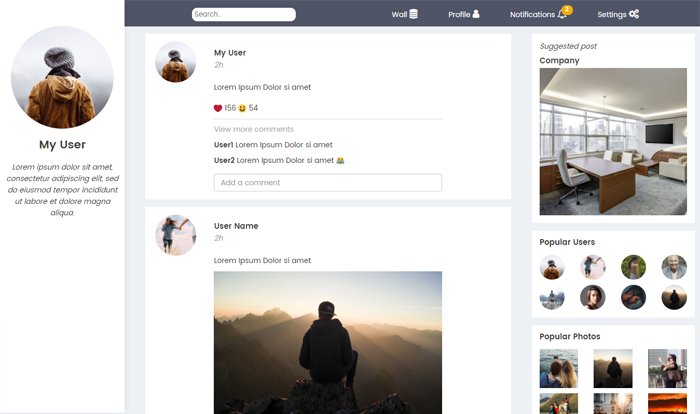 Search..
Wall
Profile
Notifications
2
Settings
My User
Lorem ipsum dolor sit amet,
consectetur adipiscing elit, sed
do eiusmod tempor incididunt
ut labore et dolore magna
aliqua.
My User
2h
Lorem Ipsum Dolor si amet
156 54
View more comments
User1 Lorem Ipsum Dolor si amet
User2 Lorem Ipsum Dolor si amet
Add a comment
User Name
2h
Lorem Ipsum Dolor si amet
Suggested post
Company
Popular Users
Popular Photos